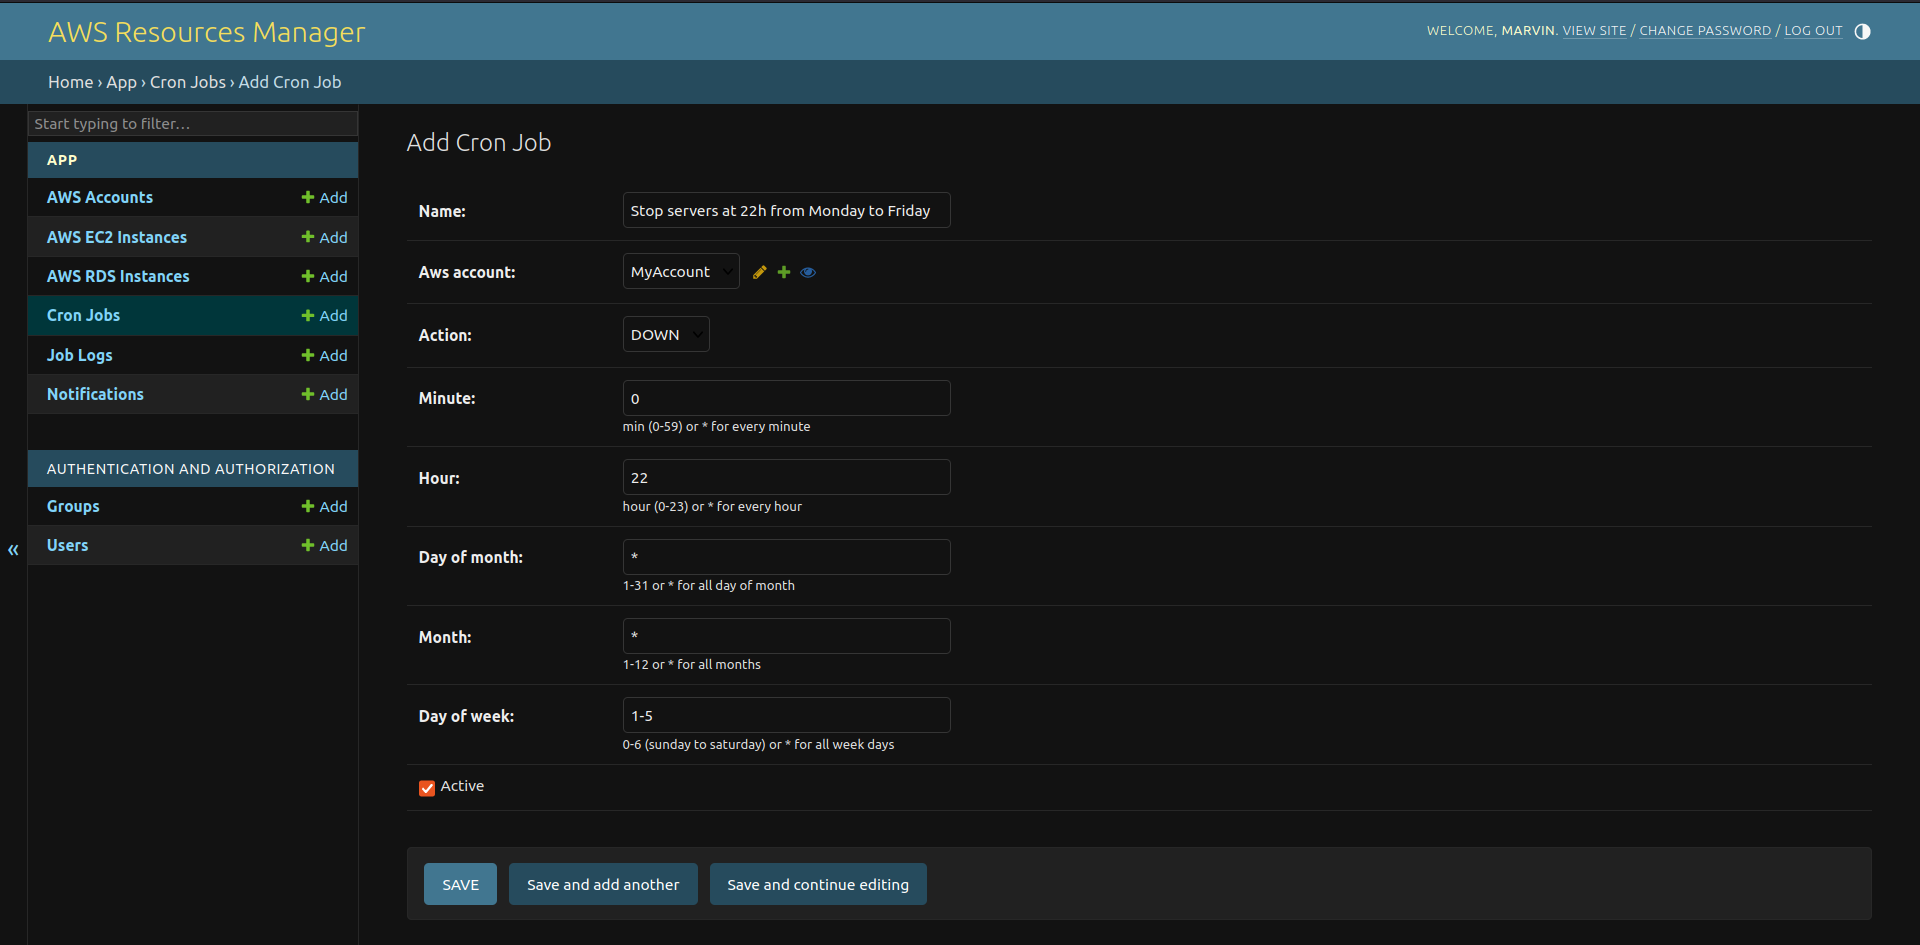 AWS Resources Manager
WELCOME, MARVIN. VIEW SITE / CHANGE PASSWORD / LOG OUT
Home › App › Cron Jobs › Add Cron Job
Start typing to filter...
APP
AWS Accounts Add
AWS EC2 Instances Add
AWS RDS Instances Add
Cron Jobs Add
Job Logs Add
Notifications Add
AUTHENTICATION AND AUTHORIZATION
Groups Add
Users Add
«
Add Cron Job
Name: Stop servers at 22h from Monday to Friday
Aws account: MyAccount
Action: DOWN
Minute: 0
min (0-59) or * for every minute
Hour: 22
hour (0-23) or * for every hour
Day of month: *
1-31 or * for all day of month
Month: *
1-12 or * for all months
Day of week: 1-5
0-6 (sunday to saturday) or * for all week days
Active
SAVE Save and add another Save and continue editing